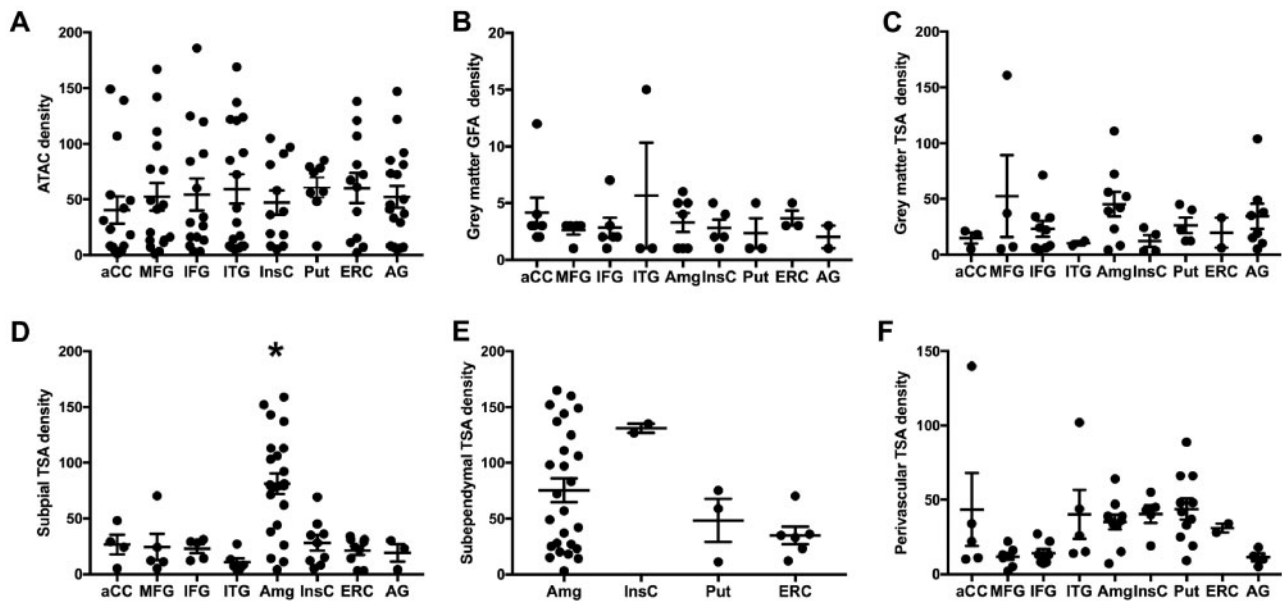 A
ATAC density
200
150
100
50
0
aCC MFG IFG ITG InsC Put ERC AG
B
Grey matter GFA density
20
15
10
5
0
aCC MFG IFG ITG Amg InsC Put ERC AG
C
Grey matter TSA density
200
150
100
50
0
aCC MFG IFG ITG Amg InsC Put ERC AG
D
Subpial TSA density
200
150
100
50
0
*
aCC MFG IFG ITG Amg InsC ERC AG
E
Subependymal TSA density
200
150
100
50
0
Amg InsC Put ERC
F
Perivascular TSA density
150
100
50
0
aCC MFG IFG ITG Amg InsC Put ERC AG